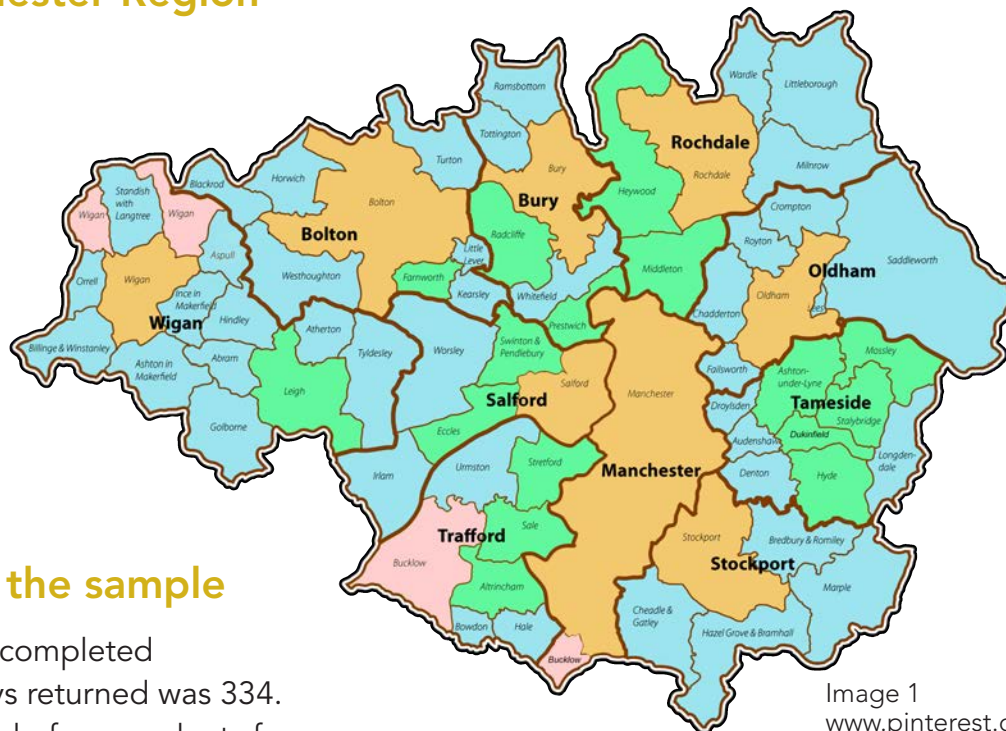 ester Region
Wardle
Littleborough
Ramsbottom
Rochdale
Tottington
Turton
Bury
Milnrow
Horwich
Blackrod
Heywood
Rochdale
Standish
with
Langtree
Wigan
Wigan
Bolton
Bury
Crompton
Radcliffe
Bolton
Royton
Aspull
Little
Lever
Middleton
Oldham
Saddleworth
Orrell
Wigan
Westhoughton
Farnworth
Kearsley
Whitefield
Oldham
Lees
Ince in
Makerfield
Chadderton
Wigan
Hindley
Atherton
Prestwich
Billinge & Winstanley
Tyldesley
Worsley
Swinton &
Pendlebury
Mossley
Ashton in
Makerfield
Abram
Failsworth
Ashton-
under-Lyne
Salford
Manchester
Leigh
Salford
Droylsden
Tameside
Stalybridge
Golborne
Eccles
Audenshaw
Dukinfield
Longden-
dale
Urmston
Stretford
Manchester
Denton
Hyde
Irlam
Trafford
Sale
Stockport
Bredbury & Romiley
Bucklow
Stockport
Altrincham
Marple
the sample
Bowdon
Hale
Cheadle &
Gatley
Hazel Grove & Bramhall
completed
Bucklow
s returned was 334.
Image 1
www.pinterest.c